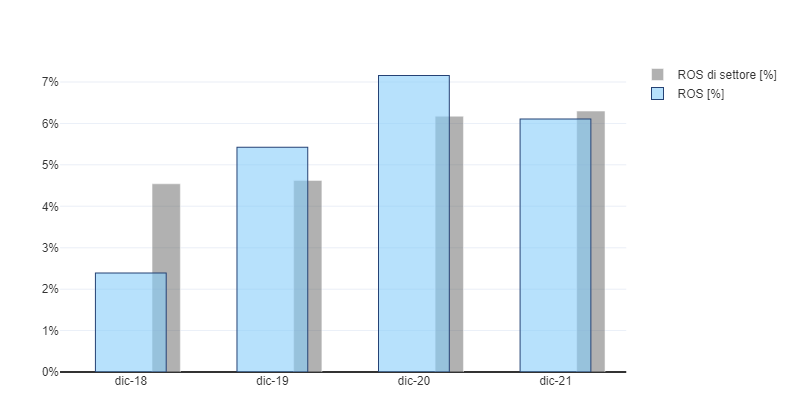 7%
6%
5%
4%
3%
2%
1%
0%
dic-18
dic-19
dic-20
dic-21
ROS di settore [%]
ROS [%]